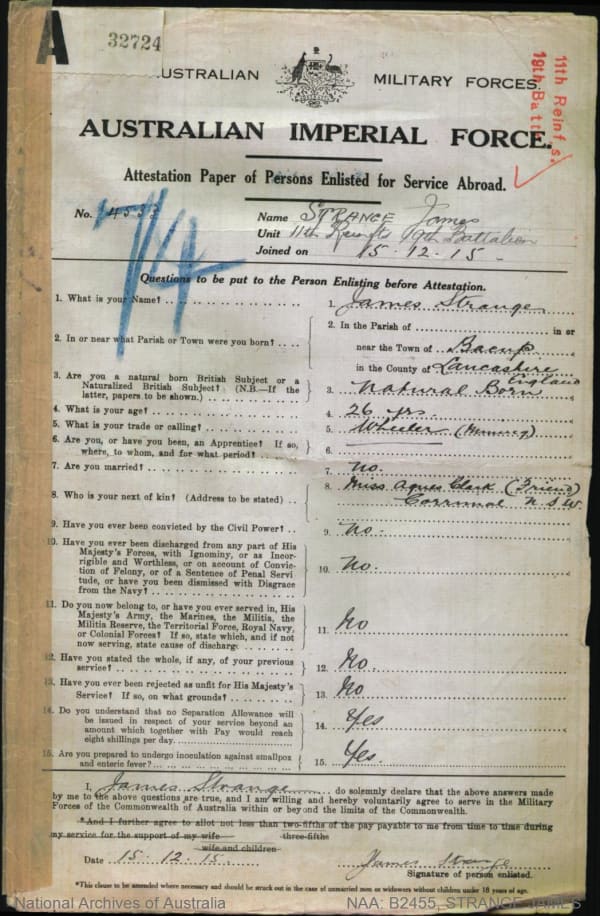 A
32724
AUSTRALIAN MILITARY FORCES.
11th Reinfts.
19th Batt
AUSTRALIAN IMPERIAL FORCE.
Attestation Paper of Persons Enlisted for Service Abroad.
No. 4533
74
Name STRANGE James
Unit 11th Reinfts 19th Battalion
Joined on 15.12.15.
Questions to be put to the Person Enlisting before Attestation.
1. What is your Name?
1. James Strange
2. In or near what Parish or Town were you born?
2. In the Parish of in or
near the Town of Bacup
in the County of Lancashire
England
3. Are you a natural born British Subject or a
Naturalized British Subject? (N.B.—If the
latter, papers to be shown.)
3. Natural Born
4. What is your age?
4. 26 yrs.
5. What is your trade or calling?
5. Wheeler (Mining)
6. Are you, or have you been, an Apprentice? If so,
where, to whom, and for what period?
6.
7. Are you married?
7. no.
8. Who is your next of kin? (Address to be stated)
8. Miss Agnes Clark (Friend)
Corrimal N.S.W.
9. Have you ever been convicted by the Civil Power?
9. no.
10. Have you ever been discharged from any part of His
Majesty's Forces, with Ignominy, or as Incor-
rigible and Worthless, or on account of Convic-
tion of Felony, or of a Sentence of Penal Servi-
tude, or have you been dismissed with Disgrace
from the Navy?
10. No.
11. Do you now belong to, or have you ever served in, His
Majesty's Army, the Marines, the Militia, the
Militia Reserve, the Territorial Force, Royal Navy,
or Colonial Forces? If so, state which, and if not
now serving, state cause of discharge
11. No
12. Have you stated the whole, if any, of your previous
service?
12. No.
13. Have you ever been rejected as unfit for His Majesty's
Service? If so, on what grounds?
13. No
14. Do you understand that no Separation Allowance will
be issued in respect of your service beyond an
amount which together with Pay would reach
eight shillings per day
14. Yes
15. Are you prepared to undergo inoculation against smallpox
and enteric fever?
15. Yes.
I, James Strange do solemnly declare that the above answers made
by me to the above questions are true, and I am willing and hereby voluntarily agree to serve in the Military
Forces of the Commonwealth of Australia within or beyond the limits of the Commonwealth.
*And I further agree to allot not less than two-fifths of the pay payable to me from time to time during
my service for the support of my wife three-fifths
wife and children
Date 15.12.15. James Strange
Signature of person enlisted.
*This clause to be amended where necessary and should be struck out in the case of unmarried men or widowers without children under 18 years of age.
National Archives of Australia
NAA: B2455, STRANGE JAMES